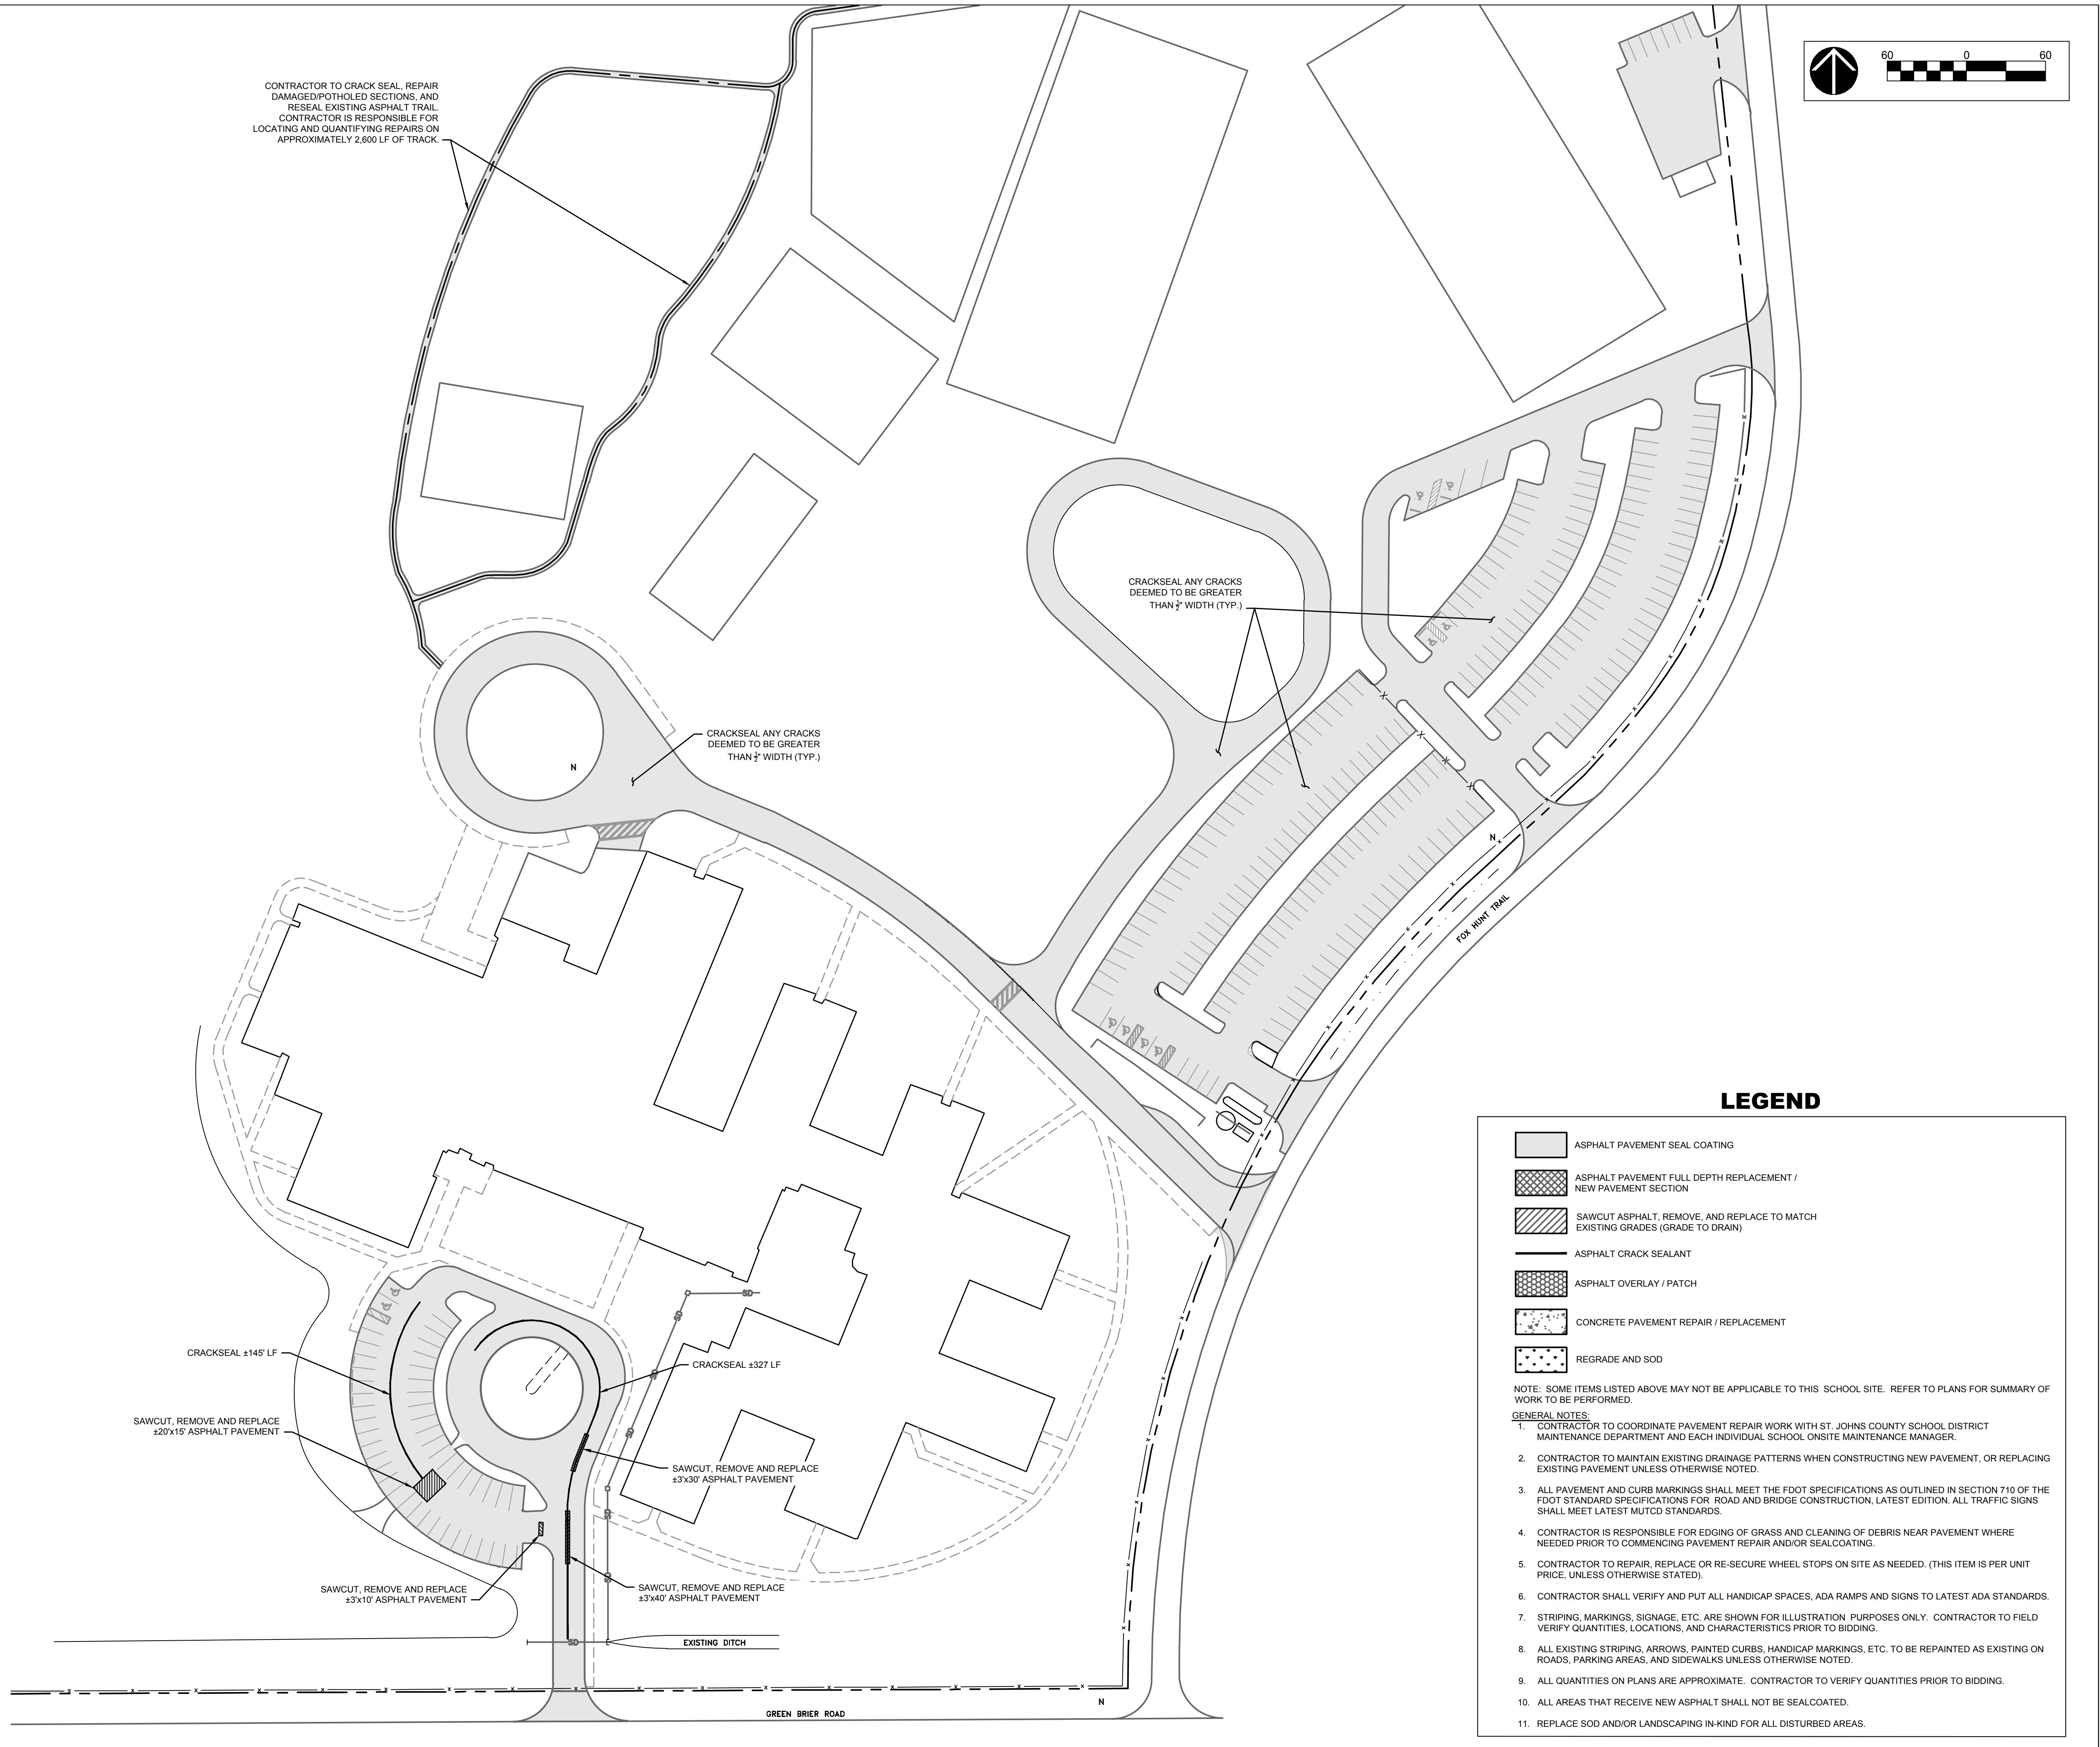 60 0 60
CONTRACTOR TO CRACK SEAL, REPAIR
DAMAGED/POTHOLED SECTIONS, AND
RESEAL EXISTING ASPHALT TRAIL.
CONTRACTOR IS RESPONSIBLE FOR
LOCATING AND QUANTIFYING REPAIRS ON
APPROXIMATELY 2,600 LF OF TRACK.
CRACKSEAL ANY CRACKS
DEEMED TO BE GREATER
THAN ½" WIDTH (TYP.)
CRACKSEAL ANY CRACKS
DEEMED TO BE GREATER
THAN ½" WIDTH (TYP.)
N
N
FOX HUNT TRAIL
SD
SD
SD
SD
SD
SD
SD
CRACKSEAL ±145' LF
CRACKSEAL ±327 LF
SAWCUT, REMOVE AND REPLACE
±20'x15' ASPHALT PAVEMENT
SAWCUT, REMOVE AND REPLACE
±3'x30' ASPHALT PAVEMENT
SAWCUT, REMOVE AND REPLACE
±3'x10' ASPHALT PAVEMENT
SAWCUT, REMOVE AND REPLACE
±3'x40' ASPHALT PAVEMENT
EXISTING DITCH
N
GREEN BRIER ROAD
LEGEND
ASPHALT PAVEMENT SEAL COATING
ASPHALT PAVEMENT FULL DEPTH REPLACEMENT /
NEW PAVEMENT SECTION
SAWCUT ASPHALT, REMOVE, AND REPLACE TO MATCH
EXISTING GRADES (GRADE TO DRAIN)
ASPHALT CRACK SEALANT
ASPHALT OVERLAY / PATCH
CONCRETE PAVEMENT REPAIR / REPLACEMENT
REGRADE AND SOD
NOTE: SOME ITEMS LISTED ABOVE MAY NOT BE APPLICABLE TO THIS SCHOOL SITE. REFER TO PLANS FOR SUMMARY OF
WORK TO BE PERFORMED.
GENERAL NOTES:
1. CONTRACTOR TO COORDINATE PAVEMENT REPAIR WORK WITH ST. JOHNS COUNTY SCHOOL DISTRICT
MAINTENANCE DEPARTMENT AND EACH INDIVIDUAL SCHOOL ONSITE MAINTENANCE MANAGER.
2. CONTRACTOR TO MAINTAIN EXISTING DRAINAGE PATTERNS WHEN CONSTRUCTING NEW PAVEMENT, OR REPLACING
EXISTING PAVEMENT UNLESS OTHERWISE NOTED.
3. ALL PAVEMENT AND CURB MARKINGS SHALL MEET THE FDOT SPECIFICATIONS AS OUTLINED IN SECTION 710 OF THE
FDOT STANDARD SPECIFICATIONS FOR ROAD AND BRIDGE CONSTRUCTION, LATEST EDITION. ALL TRAFFIC SIGNS
SHALL MEET LATEST MUTCD STANDARDS.
4. CONTRACTOR IS RESPONSIBLE FOR EDGING OF GRASS AND CLEANING OF DEBRIS NEAR PAVEMENT WHERE
NEEDED PRIOR TO COMMENCING PAVEMENT REPAIR AND/OR SEALCOATING.
5. CONTRACTOR TO REPAIR, REPLACE OR RE-SECURE WHEEL STOPS ON SITE AS NEEDED. (THIS ITEM IS PER UNIT
PRICE, UNLESS OTHERWISE STATED).
6. CONTRACTOR SHALL VERIFY AND PUT ALL HANDICAP SPACES, ADA RAMPS AND SIGNS TO LATEST ADA STANDARDS.
7. STRIPING, MARKINGS, SIGNAGE, ETC. ARE SHOWN FOR ILLUSTRATION PURPOSES ONLY. CONTRACTOR TO FIELD
VERIFY QUANTITIES, LOCATIONS, AND CHARACTERISTICS PRIOR TO BIDDING.
8. ALL EXISTING STRIPING, ARROWS, PAINTED CURBS, HANDICAP MARKINGS, ETC. TO BE REPAINTED AS EXISTING ON
ROADS, PARKING AREAS, AND SIDEWALKS UNLESS OTHERWISE NOTED.
9. ALL QUANTITIES ON PLANS ARE APPROXIMATE. CONTRACTOR TO VERIFY QUANTITIES PRIOR TO BIDDING.
10. ALL AREAS THAT RECEIVE NEW ASPHALT SHALL NOT BE SEALCOATED.
11. REPLACE SOD AND/OR LANDSCAPING IN-KIND FOR ALL DISTURBED AREAS.